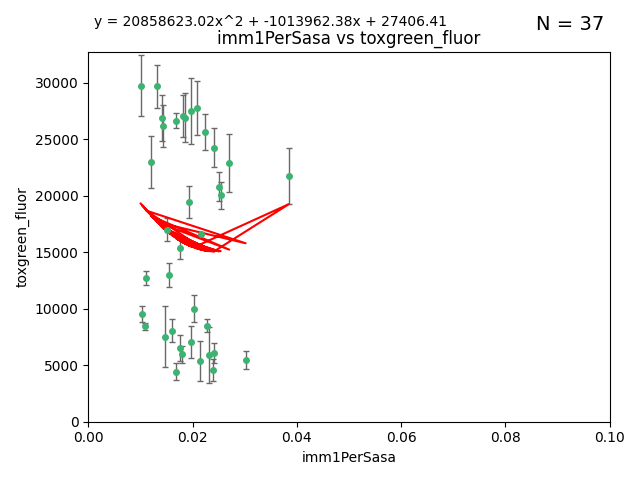 y = 20858623.02x^2 + -1013962.38x + 27406.41
N = 37
imm1PerSasa vs toxgreen_fluor
30000
25000
20000
15000
10000
5000
0
toxgreen_fluor
0.00 0.02 0.04 0.06 0.08 0.10
imm1PerSasa